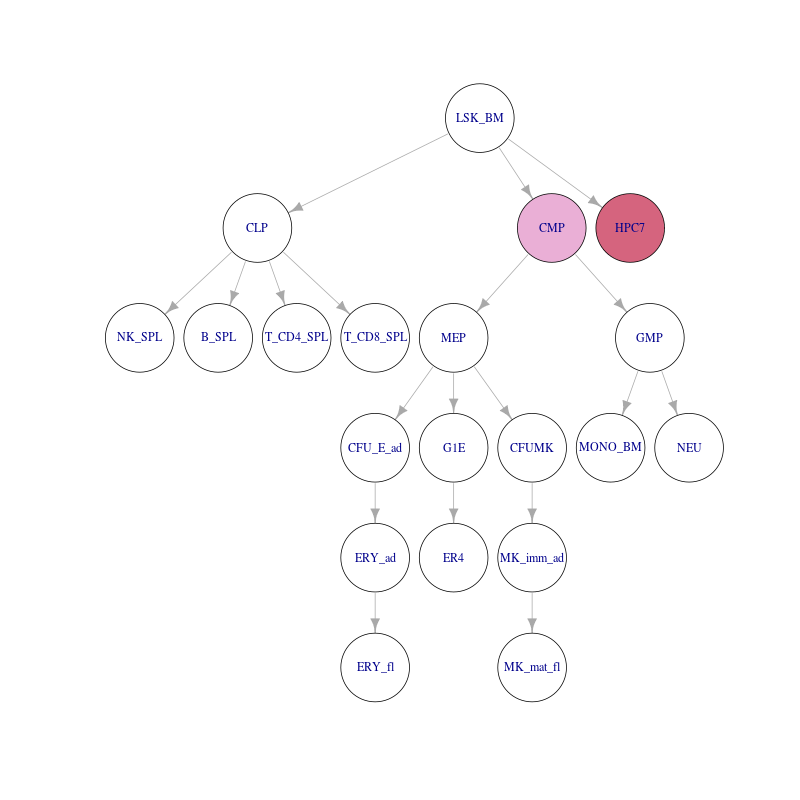 LSK_BM
CLP
CMP
HPC7
NK_SPL
B_SPL
T_CD4_SPL
T_CD8_SPL
MEP
GMP
CFU_E_ad
G1E
CFUMK
MONO_BM
NEU
ERY_ad
ER4
MK_imm_ad
ERY_fl
MK_mat_fl